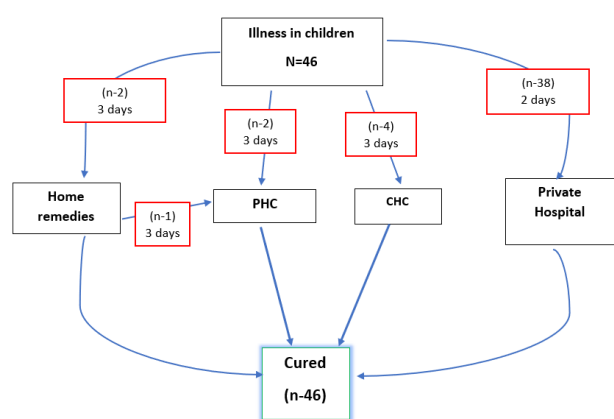 Illness in children
N=46
(n-2)
3 days
(n-2)
3 days
(n-4)
3 days
(n-38)
2 days
Home
remedies
(n-1)
3 days
PHC
CHC
Private
Hospital
Cured
(n-46)